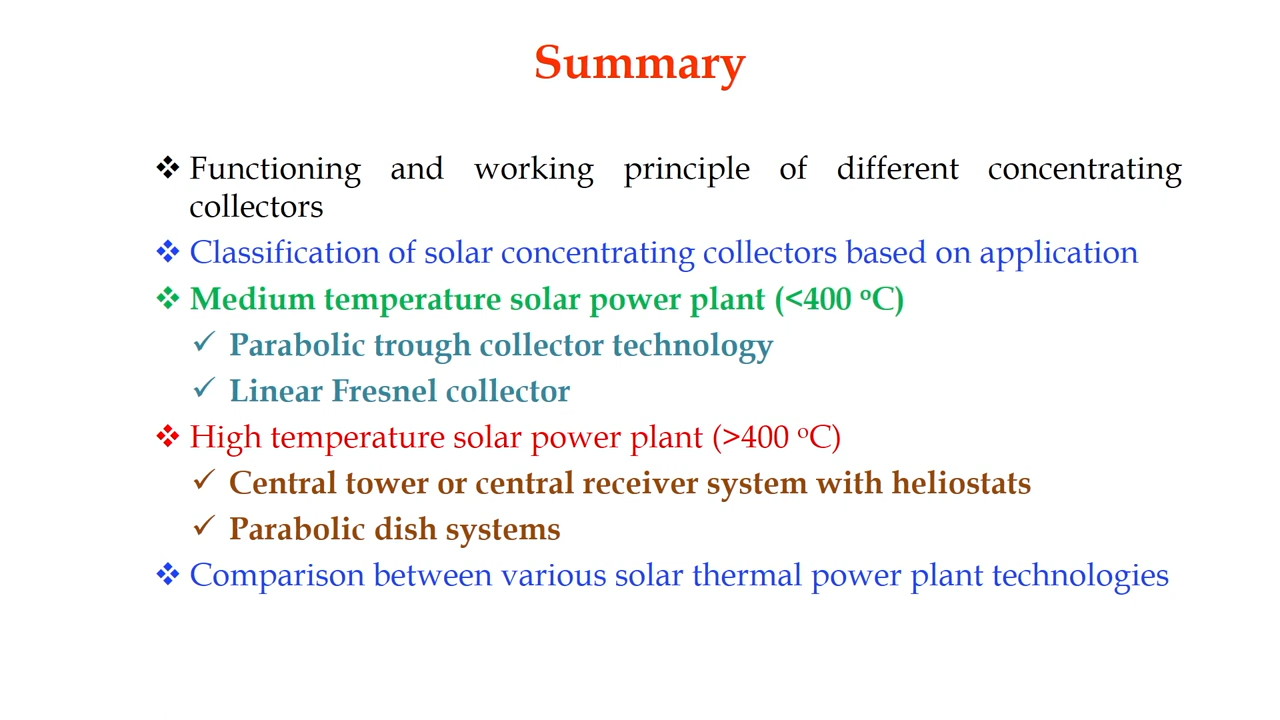 Summary
❖ Functioning and working principle of different concentrating
collectors
❖ Classification of solar concentrating collectors based on application
❖ Medium temperature solar power plant (<400 ºC)
✓ Parabolic trough collector technology
✓ Linear Fresnel collector
❖ High temperature solar power plant (>400 ºC)
✓ Central tower or central receiver system with heliostats
✓ Parabolic dish systems
❖ Comparison between various solar thermal power plant technologies